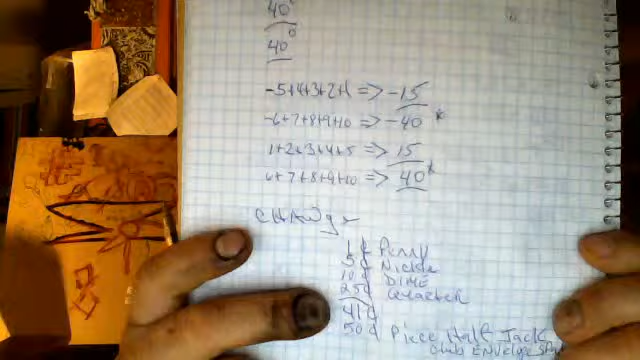 40°
40°
-5+4+3+2+1 => -15
-6+7+8+9+10 => -40 *
1+2+3+4+5 => 15
6+7+8+9+10 => 40*
CHANge
1¢ Penny
5¢ Nickle
10¢ DIME
25¢ Quarter
41¢
50¢ Piece Half Jack
Club Envelope